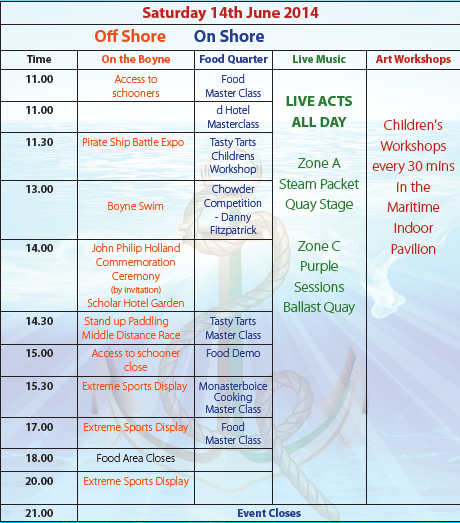 Saturday 14th June 2014
Off Shore On Shore
Time On the Boyne Food Quarter Live Music Art Workshops
11.00 Access to schooners Food Master Class
11.00 d Hotel Masterclass
11.30 Pirate Ship Battle Expo Tasty Tarts Childrens Workshop
13.00 Boyne Swim Chowder Competition - Danny Fitzpatrick
14.00 John Philip Holland Commemoration Ceremony (by invitation) Scholar Hotel Garden
14.30 Stand up Paddling Middle Distance Race Tasty Tarts Master Class
15.00 Access to schooner close Food Demo
15.30 Extreme Sports Display Monasterboice Cooking Master Class
17.00 Extreme Sports Display Food Master Class
18.00 Food Area Closes
20.00 Extreme Sports Display
21.00 Event Closes
LIVE ACTS
ALL DAY
Zone A
Steam Packet
Quay Stage
Zone C
Purple
Sessions
Ballast Quay
Children's
Workshops
every 30 mins
in the
Maritime
Indoor
Pavilion